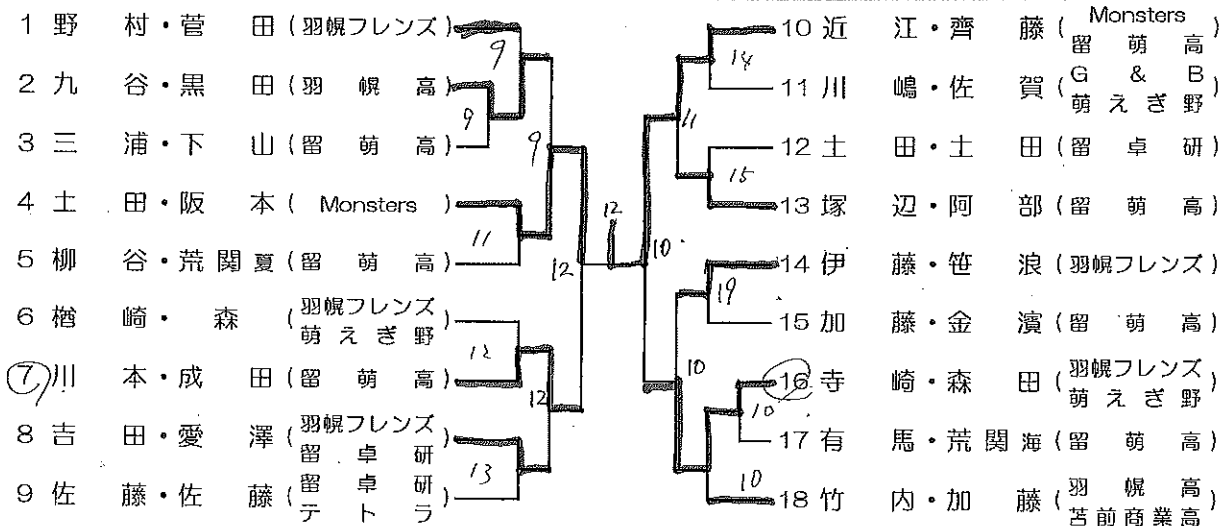 1 野 村・菅 田 (羽幌フレンズ)
2 九 谷・黒 田 (羽 幌 高)
3 三 浦・下 山 (留 萌 高)
4 土 田・阪 本 ( Monsters )
5 柳 谷・荒関夏 (留 萌 高)
6 楢 崎・ 森 (羽幌フレンズ 萌えぎ野)
7 川 本・成 田 (留 萌 高)
8 吉 田・愛 澤 (羽幌フレンズ 留 卓 研)
9 佐 藤・佐 藤 (留 卓 研 テ ト ラ)
9
9
9
11
12
12
12
13
12
10 近 江・齊 藤 (Monsters 留 萌 高)
11 川 嶋・佐 賀 (G & B 萌えぎ野)
12 土 田・土 田 (留 卓 研)
13 塚 辺・阿 部 (留 萌 高)
14 伊 藤・笹 浪 (羽幌フレンズ)
15 加 藤・金 濱 (留 萌 高)
16 寺 崎・森 田 (羽幌フレンズ 萌えぎ野)
17 有 馬・荒関海 (留 萌 高)
18 竹 内・加 藤 (羽 幌 高 苫前商業高)
14
11
15
10
19
10
10
10